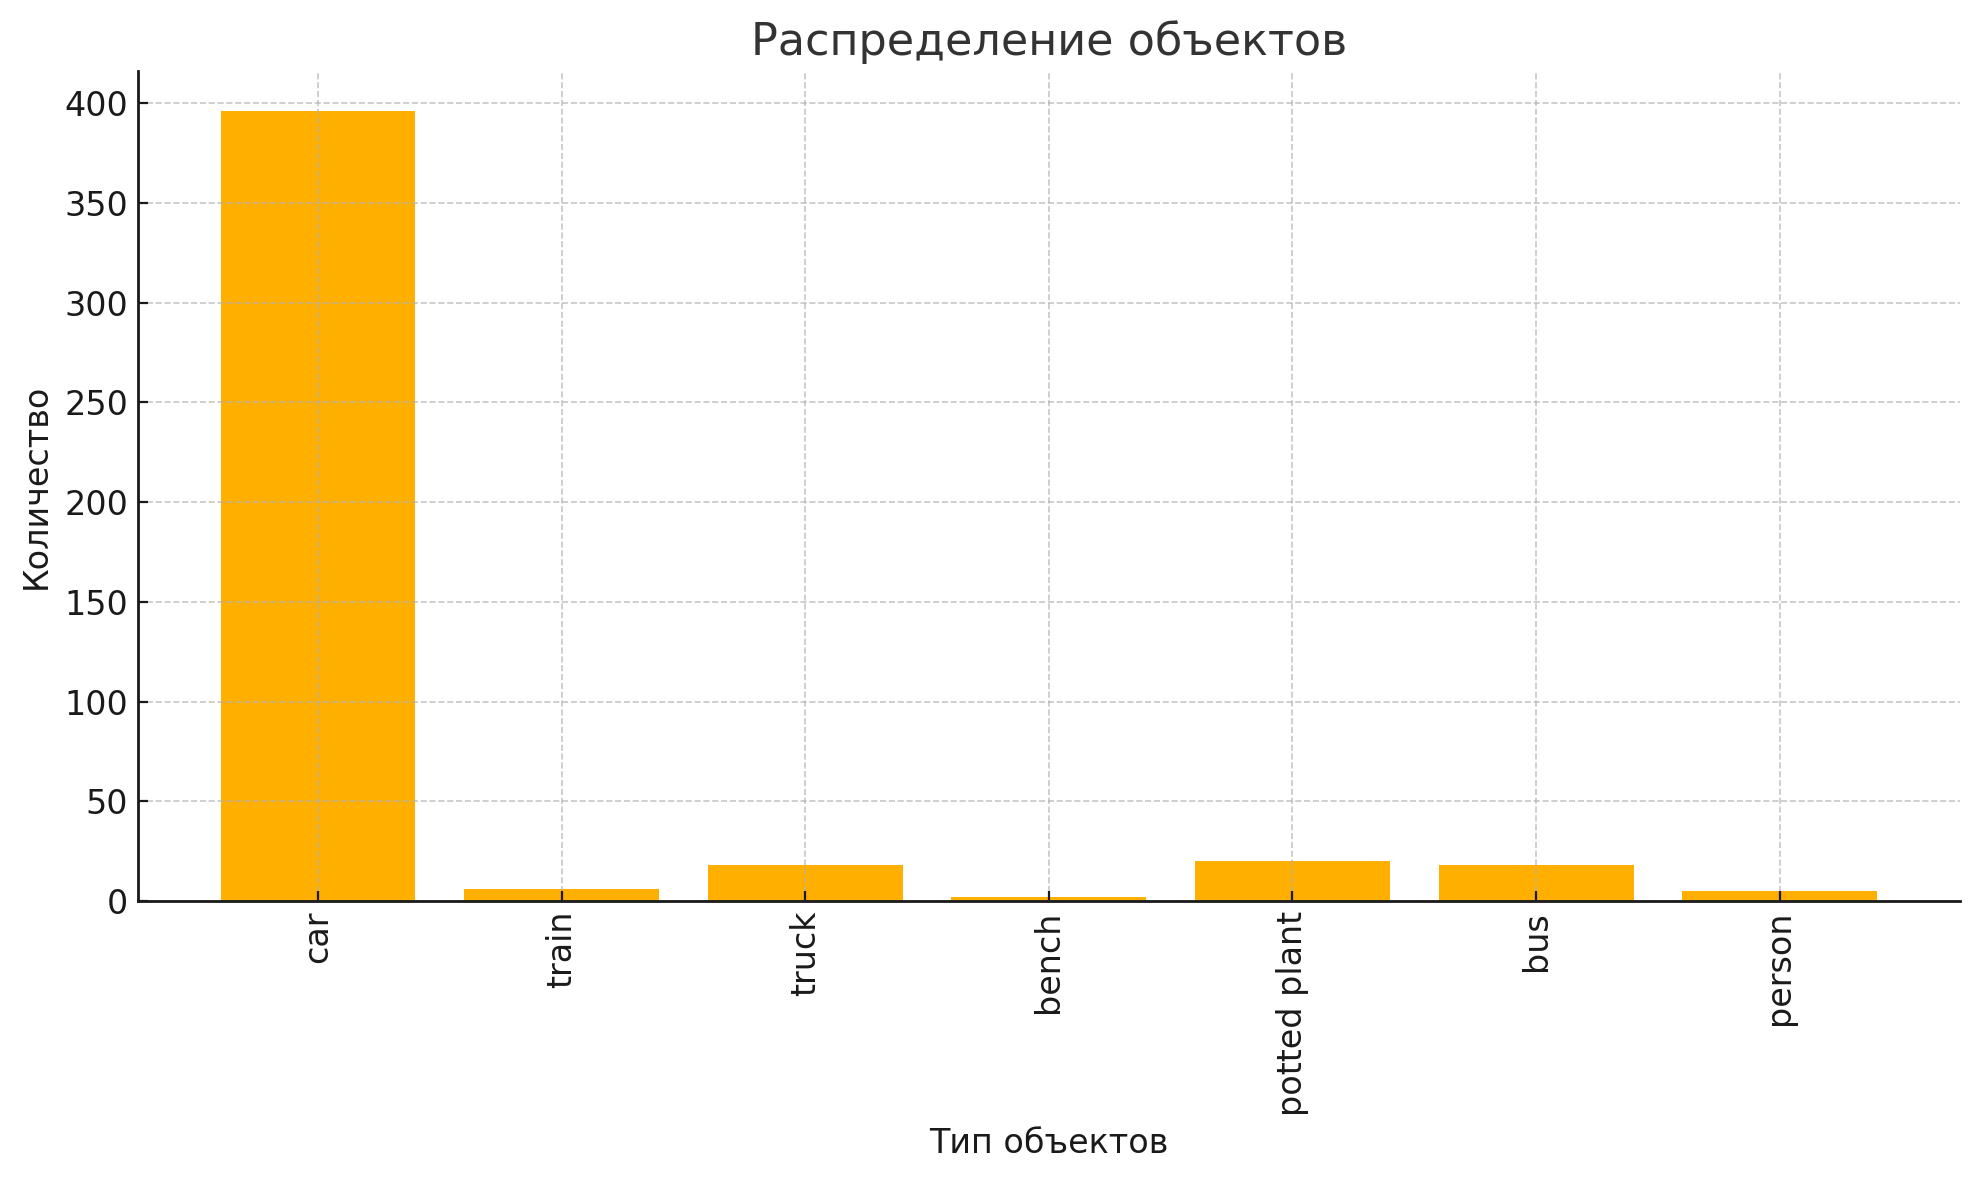 Распределение объектов
Количество
400
350
300
250
200
150
100
50
0
car
train
truck
bench
potted plant
bus
person
Тип объектов